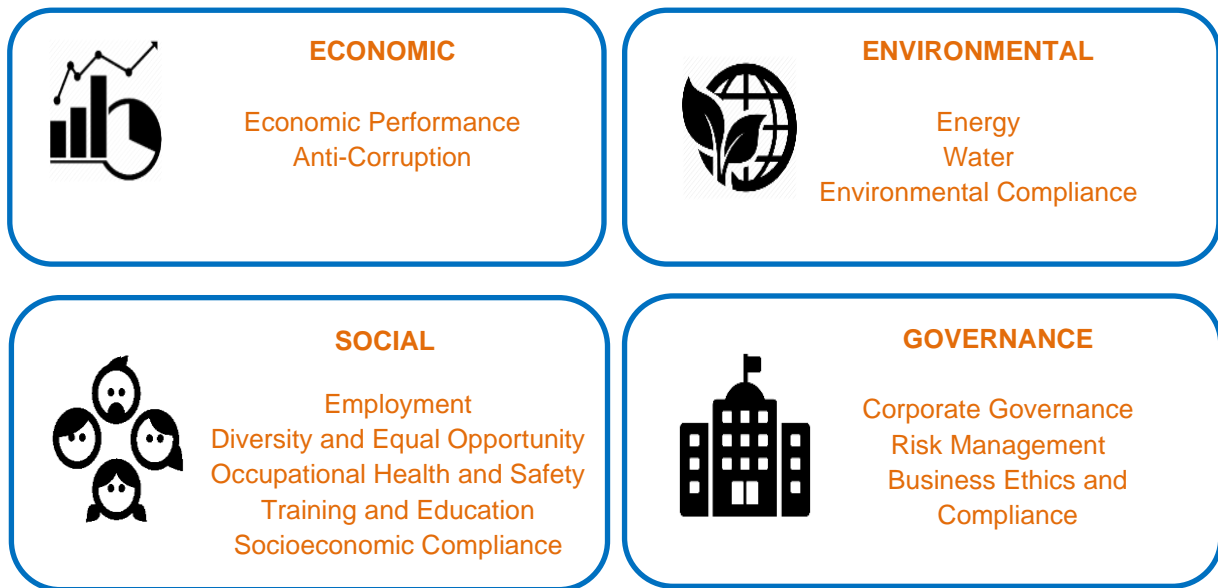 ECONOMIC
Economic Performance
Anti-Corruption
ENVIRONMENTAL
Energy
Water
Environmental Compliance
SOCIAL
Employment
Diversity and Equal Opportunity
Occupational Health and Safety
Training and Education
Socioeconomic Compliance
GOVERNANCE
Corporate Governance
Risk Management
Business Ethics and
Compliance